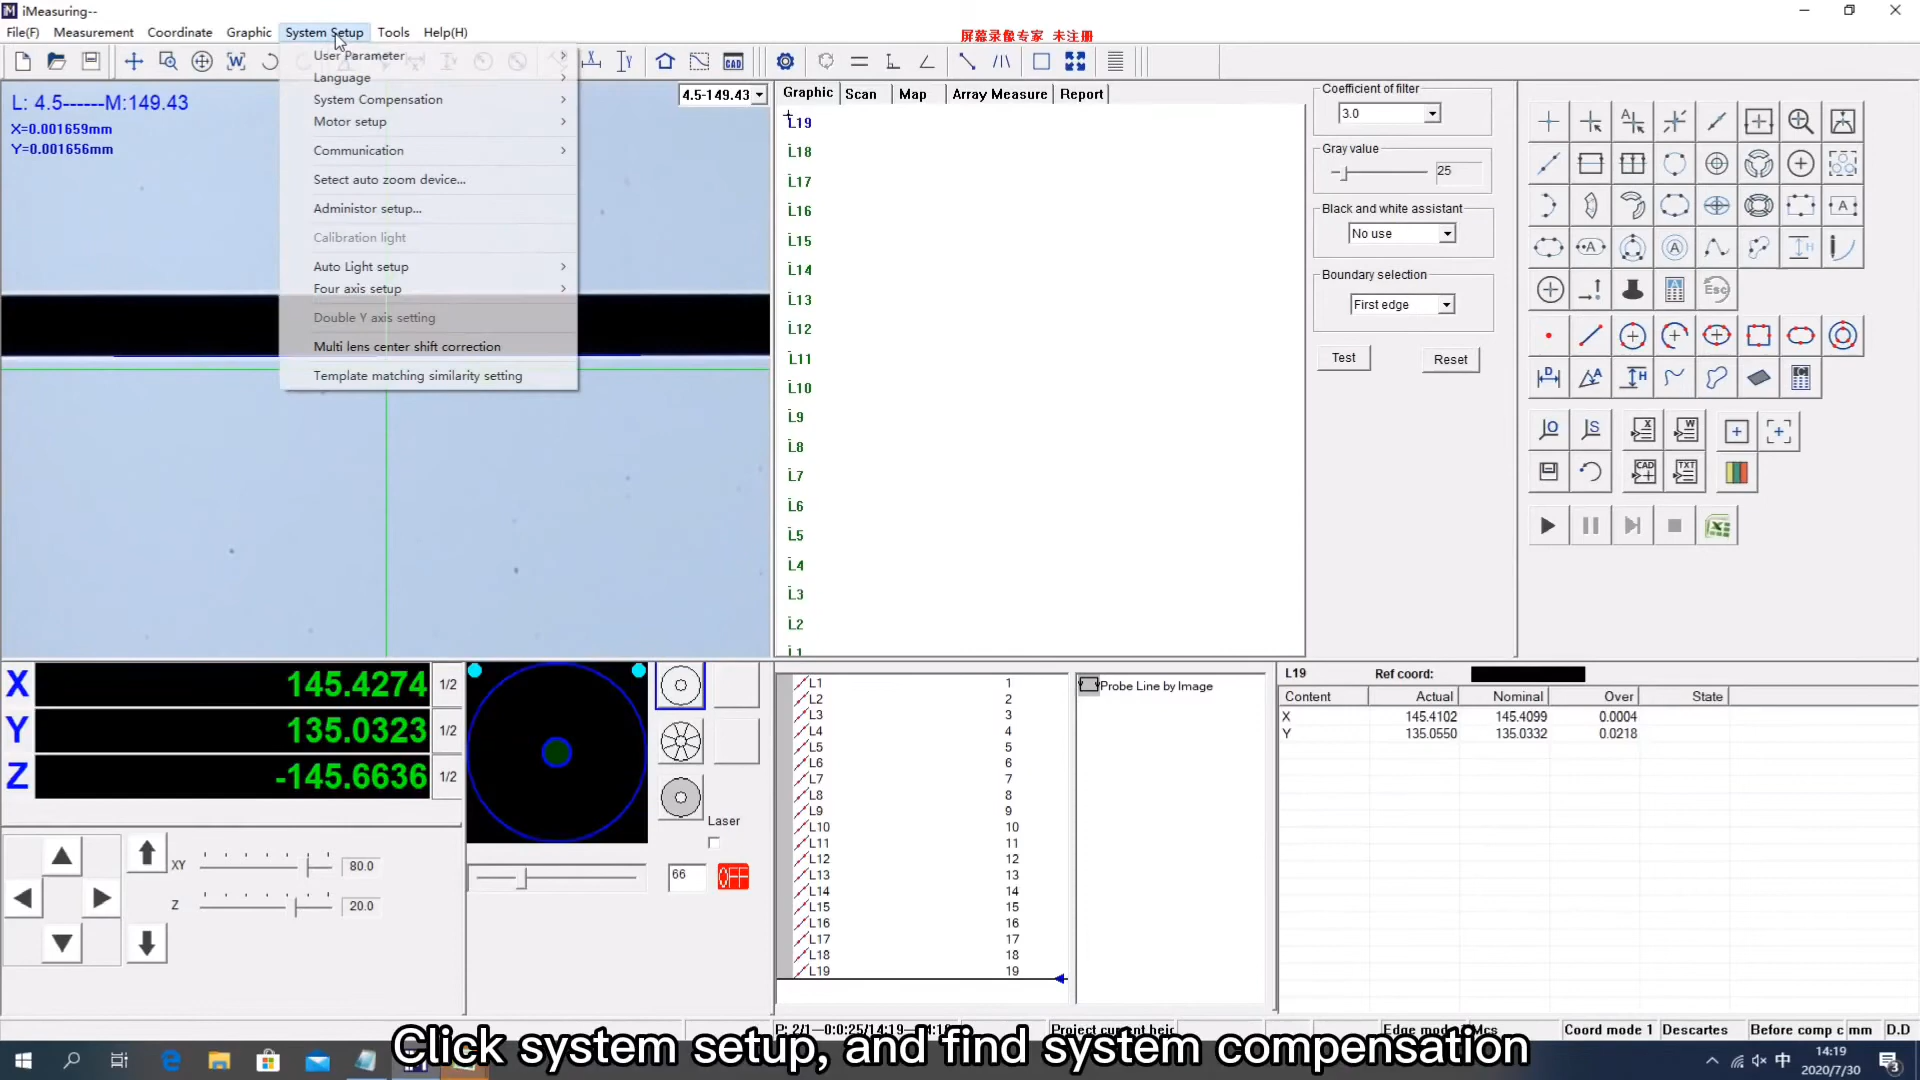 iMeasuring--
File(F) Measurement Coordinate Graphic System Setup Tools Help(H)
屏幕录像专家 未注册
User Parameter
Language
System Compensation
Motor setup
Communication
Setect auto zoom device...
Administor setup...
Calibration light
Auto Light setup
Four axis setup
Double Y axis setting
Multi lens center shift correction
Template matching similarity setting
L: 4.5------M:149.43
X=0.001659mm
Y=0.001656mm
4.5-149.43
Graphic Scan Map Array Measure Report
L19
L18
L17
L16
L15
L14
L13
L12
L11
L10
L9
L8
L7
L6
L5
L4
L3
L2
L1
Coefficient of filter
3.0
Gray value
25
Black and white assistant
No use
Boundary selection
First edge
Test Reset
X 145.4274 1/2
Y 135.0323 1/2
Z -145.6636 1/2
XY 80.0
Z 20.0
Laser
66 OFF
L1 1
L2 2
L3 3
L4 4
L5 5
L6 6
L7 7
L8 8
L9 9
L10 10
L11 11
L12 12
L13 13
L14 14
L15 15
L16 16
L17 17
L18 18
L19 19
Probe Line by Image
L19 Ref coord:
Content Actual Nominal Over State
X 145.4102 145.4099 0.0004
Y 135.0550 135.0332 0.0218
Coord mode 1 Descartes Before comp c mm D.D
Click system setup, and find system compensation
中 14:19
2020/7/30
3